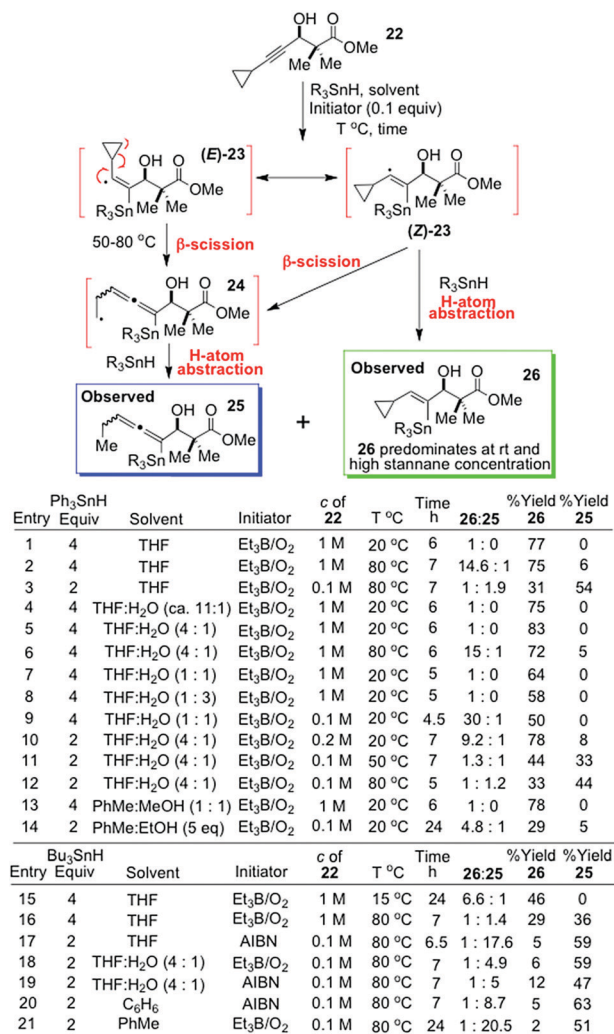 OH O 22
OMe
Me Me
R₃SnH, solvent
Initiator (0.1 equiv)
T °C, time
(E)-23
OH O
OMe
R₃Sn Me Me
OH O
OMe
R₃Sn Me Me
(Z)-23
50-80 °C β-scission
β-scission
24
OH O
OMe
R₃Sn Me Me
R₃SnH
H-atom
abstraction
R₃SnH H-atom
abstraction
Observed OH O
OMe
Me R₃Sn Me Me
25
+
Observed OH O 26
OMe
R₃Sn Me Me
26 predominates at rt and
high stannane concentration
Ph₃SnH c of Time %Yield %Yield
Entry Equiv Solvent Initiator 22 T °C h 26:25 26 25
1 4 THF Et₃B/O₂ 1 M 20 °C 6 1 : 0 77 0
2 4 THF Et₃B/O₂ 1 M 80 °C 7 14.6 : 1 75 6
3 2 THF Et₃B/O₂ 0.1 M 80 °C 7 1 : 1.9 31 54
4 4 THF:H₂O (ca. 11:1) Et₃B/O₂ 1 M 20 °C 6 1 : 0 75 0
5 4 THF:H₂O (4 : 1) Et₃B/O₂ 1 M 20 °C 6 1 : 0 83 0
6 4 THF:H₂O (4 : 1) Et₃B/O₂ 1 M 80 °C 7 15 : 1 72 5
7 4 THF:H₂O (1 : 1) Et₃B/O₂ 1 M 20 °C 5 1 : 0 64 0
8 4 THF:H₂O (1 : 3) Et₃B/O₂ 1 M 20 °C 5 1 : 0 58 0
9 4 THF:H₂O (1 : 1) Et₃B/O₂ 0.1 M 20 °C 4.5 30 : 1 50 0
10 2 THF:H₂O (4 : 1) Et₃B/O₂ 0.2 M 20 °C 7 9.2 : 1 78 8
11 2 THF:H₂O (4 : 1) Et₃B/O₂ 0.1 M 50 °C 7 1.3 : 1 44 33
12 2 THF:H₂O (4 : 1) Et₃B/O₂ 0.1 M 80 °C 5 1 : 1.2 33 44
13 4 PhMe:MeOH (1 : 1) Et₃B/O₂ 1 M 20 °C 6 1 : 0 78 0
14 2 PhMe:EtOH (5 eq) Et₃B/O₂ 0.1 M 20 °C 24 4.8 : 1 29 5
Bu₃SnH c of Time %Yield %Yield
Entry Equiv Solvent Initiator 22 T °C h 26:25 26 25
15 4 THF Et₃B/O₂ 1 M 15 °C 24 6.6 : 1 46 0
16 4 THF Et₃B/O₂ 1 M 80 °C 7 1 : 1.4 29 36
17 2 THF AIBN 0.1 M 80 °C 6.5 1 : 17.6 5 59
18 2 THF:H₂O (4 : 1) Et₃B/O₂ 0.1 M 80 °C 7 1 : 4.9 6 59
19 2 THF:H₂O (4 : 1) AIBN 0.1 M 80 °C 7 1 : 5 12 47
20 2 C₆H₆ AIBN 0.1 M 80 °C 7 1 : 8.7 5 63
21 2 PhMe Et₃B/O₂ 0.1 M 80 °C 24 1 : 20.5 2 51